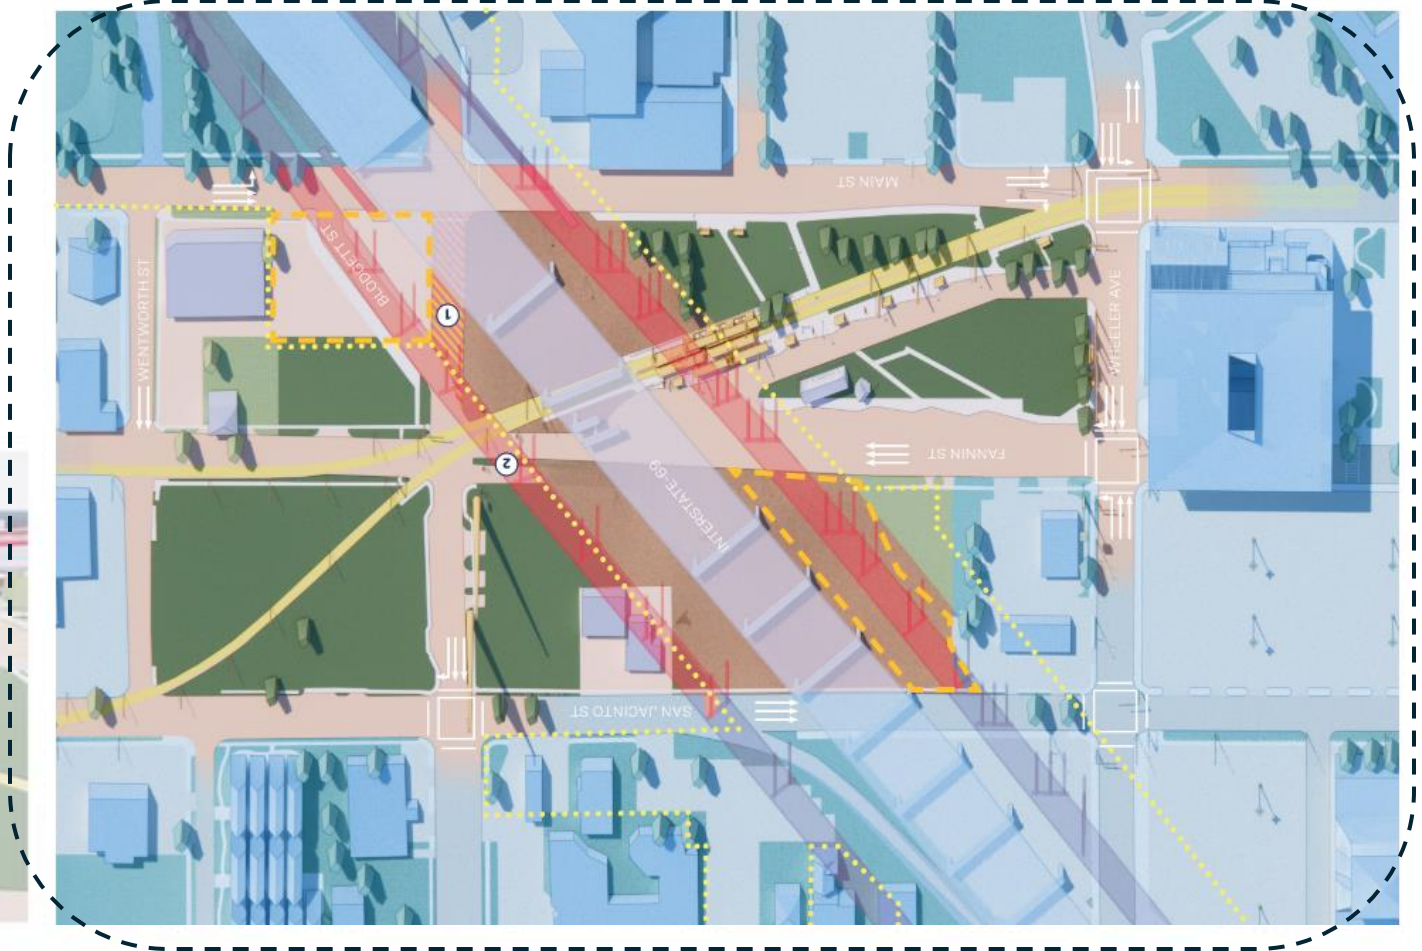 MAIN ST
BLODGETT ST
WENTWORTH ST
1
WHEELER AVE
FANNIN ST
2
INTERSTATE-69
SAN JACINTO ST